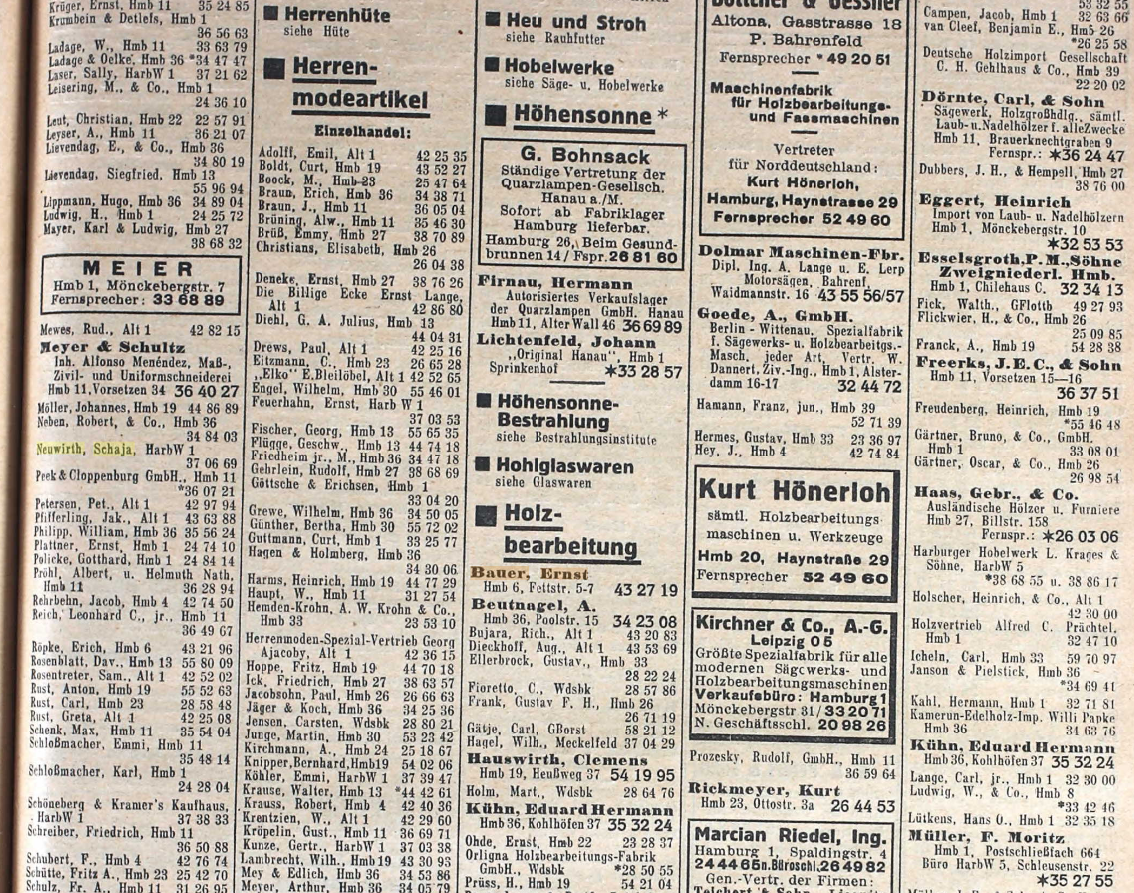 Krüger, Ernst, Hmb 11 35 24 85
Krumbein & Detlefs, Hmb 1
36 56 63
Ladage, W., Hmb 11 33 63 79
Ladage & Oelke, Hmb 36 *34 47 47
Laser, Sally, HarbW 1 37 21 62
Leisering, M., & Co., Hmb 1
24 36 10
Leut, Christian, Hmb 22 22 57 91
Leyser, A., Hmb 11 36 21 07
Lievendag, E., & Co., Hmb 36
34 80 19
Lievendag, Siegfried, Hmb 13
55 96 94
Lippmann, Hugo, Hmb 36 34 89 04
Ludwig, H., Hmb 1 24 25 72
Mayer, Karl & Ludwig, Hmb 27
38 68 32
MEIER
Hmb 1, Mönckebergstr. 7
Fernsprecher: 33 68 89
Mewes, Rud., Alt 1 42 82 15
Meyer & Schultz
Inh. Alfonso Menéndez, Maß-,
Zivil- und Uniformschneiderei
Hmb 11, Vorsetzen 34 36 40 27
Möller, Johannes, Hmb 19 44 86 89
Neben, Robert, & Co., Hmb 36
34 84 03
Neuwirth, Schaja, HarbW 1
37 06 69
Peek & Cloppenburg GmbH., Hmb 11
*36 07 21
Petersen, Pet., Alt 1 42 97 94
Pfifferling, Jak., Alt 1 43 63 88
Philipp, William, Hmb 36 35 56 24
Plattner, Ernst, Hmb 1 24 74 10
Policke, Gotthard, Hmb 1 24 84 14
Pröhl, Albert, u. Helmuth Nath,
Hmb 11 36 28 94
Rehrbehn, Jacob, Hmb 4 42 74 50
Reich, Leonhard C., jr., Hmb 11
36 49 67
Röpke, Erich, Hmb 6 43 21 96
Rosenblatt, Dav., Hmb 13 55 80 09
Rosentreter, Sam., Alt 1 42 52 02
Rust, Anton, Hmb 19 55 52 63
Rust, Carl, Hmb 23 28 58 48
Rust, Greta, Alt 1 42 25 08
Schenk, Max, Hmb 11 35 54 04
Schloßmacher, Emmi, Hmb 11
35 48 14
Schloßmacher, Karl, Hmb 1
24 28 04
Schöneberg & Kramer's Kaufhaus,
HarbW 1 37 38 33
Schreiber, Friedrich, Hmb 11
36 50 88
Schubert, F., Hmb 4 42 76 74
Schütte, Fritz A., Hmb 23 25 42 70
Schulz, Fr. A., Hmb 11 31 26 95
■ Herrenhüte
siehe Hüte
■ Herren-
modeartikel
Einzelhandel:
Adolff, Emil, Alt 1 42 25 35
Boldt, Curt, Hmb 19 43 52 27
Boock, M., Hmb 23 25 47 64
Braun, Erich, Hmb 36 34 38 71
Braun, J., Hmb 11 36 05 04
Brüning, Alw., Hmb 11 35 46 30
Brüß, Emmy, Hmb 27 38 70 89
Christians, Elisabeth, Hmb 26
26 04 38
Deneke, Ernst, Hmb 27 38 76 26
Die Billige Ecke Ernst Lange,
Alt 1 42 86 80
Diehl, G. A. Julius, Hmb 13
44 04 31
Drews, Paul, Alt 1 42 25 16
Eitzmann, C., Hmb 23 26 65 28
„Elko" E. Bleilöbel, Alt 1 42 52 65
Engel, Wilhelm, Hmb 30 55 46 01
Feuerhahn, Ernst, Harb W 1
37 03 53
Fischer, Georg, Hmb 13 55 65 35
Flügge, Geschw., Hmb 13 44 74 18
Friedheim jr., M., Hmb 36 34 47 18
Gehrlein, Rudolf, Hmb 27 38 68 69
Göttsche & Erichsen, Hmb 1
33 04 20
Grewe, Wilhelm, Hmb 36 34 50 05
Günther, Bertha, Hmb 30 55 72 02
Guttmann, Curt, Hmb 1 33 25 77
Hagen & Holmberg, Hmb 36
34 30 06
Harms, Heinrich, Hmb 19 44 77 29
Haupt, W., Hmb 11 31 27 54
Hemden-Krohn, A. W. Krohn & Co.,
Hmb 33 23 53 10
Herrenmoden-Spezial-Vertrieb Georg
Ajacoby, Alt 1 42 36 15
Hoppe, Fritz, Hmb 19 44 70 18
Ick, Friedrich, Hmb 27 38 63 57
Jacobsohn, Paul, Hmb 26 26 66 63
Jäger & Koch, Hmb 36 34 25 36
Jensen, Carsten, Wdsbk 28 80 21
Junge, Martin, Hmb 30 53 23 42
Kirchmann, A., Hmb 24 25 18 67
Knipper, Bernhard, Hmb 19 54 02 06
Köhler, Emmi, HarbW 1 37 39 47
Krause, Walter, Hmb 13 *44 42 61
Krauss, Robert, Hmb 4 42 40 36
Krentzien, W., Alt 1 42 29 60
Kröpelin, Gust., Hmb 11 36 69 71
Kunze, Gertr., HarbW 1 37 03 38
Lambrecht, Wilh., Hmb 19 43 30 93
Mey & Edlich, Hmb 36 34 53 86
Meyer, Arthur, Hmb 36 34 05 79
■ Heu und Stroh
siehe Rauhfutter
■ Hobelwerke
siehe Säge- u. Hobelwerke
■ Höhensonne*
G. Bohnsack
Ständige Vertretung der
Quarzlampen-Gesellsch.
Hanau a./M.
Sofort ab Fabriklager
Hamburg lieferbar.
Hamburg 26, Beim Gesund-
brunnen 14 / Fspr. 26 81 60
Firnau, Hermann
Autorisiertes Verkaufslager
der Quarzlampen GmbH. Hanau
Hmb 11, Alter Wall 46 36 69 89
Lichtenfeld, Johann
„Original Hanau", Hmb 1
Sprinkenhof *33 28 57
■ Höhensonne-
Bestrahlung
siehe Bestrahlungsinstitute
■ Hohlglaswaren
siehe Glaswaren
■ Holz-
bearbeitung
Bauer, Ernst
Hmb 6, Fettstr. 5-7 43 27 19
Beutnagel, A.
Hmb 36, Poolstr. 15 34 23 08
Bujara, Rich., Alt 1 43 20 83
Dieckhoff, Aug., Alt 1 43 53 69
Ellerbrock, Gustav, Hmb 33
28 22 24
Fioretto, C., Wdsbk 28 57 86
Frank, Gustav F. H., Hmb 26
26 71 19
Gätje, Carl, GBorst 58 21 12
Hagel, Wilh., Meckelfeld 37 04 29
Hauswirth, Clemens
Hmb 19, Heußweg 37 54 19 95
Holm, Mart., Wdsbk 28 64 76
Kühn, Eduard Hermann
Hmb 36, Kohlhöfen 37 35 32 24
Ohde, Ernst, Hmb 22 23 28 37
Orligna Holzbearbeitungs-Fabrik
GmbH., Wdsbk *28 50 55
Prüss, H., Hmb 19 54 21 04
Böttcher & Gessner
Altona, Gasstrasse 18
P. Bahrenfeld
Fernsprecher *49 20 51
Maschinenfabrik
für Holzbearbeitungs-
und Fassmaschinen
Vertreter
für Norddeutschland:
Kurt Hönerloh,
Hamburg, Haynstrasse 29
Fernsprecher 52 49 60
Dolmar Maschinen-Fbr.
Dipl. Ing. A. Lange u. E. Lerp
Motorsägen, Bahrenf.
Waidmannstr. 16 43 55 56/57
Goede, A., GmbH.
Berlin - Wittenau, Spezialfabrik
f. Sägewerks- u. Holzbearbeitgs.-
Masch. jeder Art, Vertr. W.
Dannert, Ziv.-Ing., Hmb 1, Alster-
damm 16-17 32 44 72
Hamann, Franz, jun., Hmb 39
52 71 39
Hermes, Gustav, Hmb 33 23 36 97
Hey, J., Hmb 4 42 74 84
Kurt Hönerloh
sämtl. Holzbearbeitungs-
maschinen u. Werkzeuge
Hmb 20, Haynstraße 29
Fernsprecher 52 49 60
Kirchner & Co., A.-G.
Leipzig O 5
Größte Spezialfabrik für alle
modernen Sägewerks- und
Holzbearbeitungsmaschinen
Verkaufsbüro: Hamburg 1
Mönckebergstr 31 / 33 20 71
N. Geschäftsschl. 20 98 26
Prozesky, Rudolf, GmbH., Hmb 11
36 59 64
Rickmeyer, Kurt
Hmb 23, Ottostr. 3a 26 44 53
Marcian Riedel, Ing.
Hamburg 1, Spaldingstr. 4
24 44 65 n. Büroschl. 26 49 82
Gen.-Vertr. der Firmen:
53 32 55
Campen, Jacob, Hmb 1 32 63 66
van Cleef, Benjamin E., Hmb 26
*26 25 58
Deutsche Holzimport Gesellschaft
C. H. Gehlhaus & Co., Hmb 39
22 20 02
Dörnte, Carl, & Sohn
Sägewerk, Holzgroßhdlg., sämtl.
Laub- u. Nadelhölzer f. alle Zwecke
Hmb 11, Brauerknechtgraben 9
Fernspr.: *36 24 47
Dubbers, J. H., & Hempell, Hmb 27
38 76 00
Eggert, Heinrich
Import von Laub- u. Nadelhölzern
Hmb 1, Mönckebergstr. 10
*32 53 53
Esselsgroth, P. M., Söhne
Zweigniederl. Hmb.
Hmb 1, Chilehaus C. 32 34 13
Fick, Walth., GFlottb 49 27 93
Flickwier, H., & Co., Hmb 26
25 09 85
Franck, A., Hmb 19 54 28 38
Freerks, J. E. C., & Sohn
Hmb 11, Vorsetzen 15—16
36 37 51
Freudenberg, Heinrich, Hmb 19
*55 46 48
Gärtner, Bruno, & Co., GmbH.
Hmb 1 33 08 01
Gärtner, Oscar, & Co., Hmb 26
26 98 54
Haas, Gebr., & Co.
Ausländische Hölzer u. Furniere
Hmb 27, Billstr. 158
Fernspr.: *26 03 06
Harburger Hobelwerk L. Krages &
Söhne, HarbW 5
*38 68 55 u. 38 86 17
Holscher, Heinrich, & Co., Alt 1
42 30 00
Holzvertrieb Alfred C. Prächtel,
Hmb 1 32 47 10
Icheln, Carl, Hmb 33 59 70 97
Janson & Pielstick, Hmb 36
*34 69 41
Kahl, Hermann, Hmb 1 32 71 81
Kamerun-Edelholz-Imp. Willi Papke
Hmb 36 34 63 76
Kühn, Eduard Hermann
Hmb 36, Kohlhöfen 37 35 32 24
Lange, Carl, jr., Hmb 1 32 30 00
Ludwig, W., & Co., Hmb 8
*33 42 46
Lütkens, Hans O., Hmb 1 32 35 18
Müller, F. Moritz
Hmb 1, Postschließfach 664
Büro HarbW 5, Schleusenstr. 22
*35 27 55